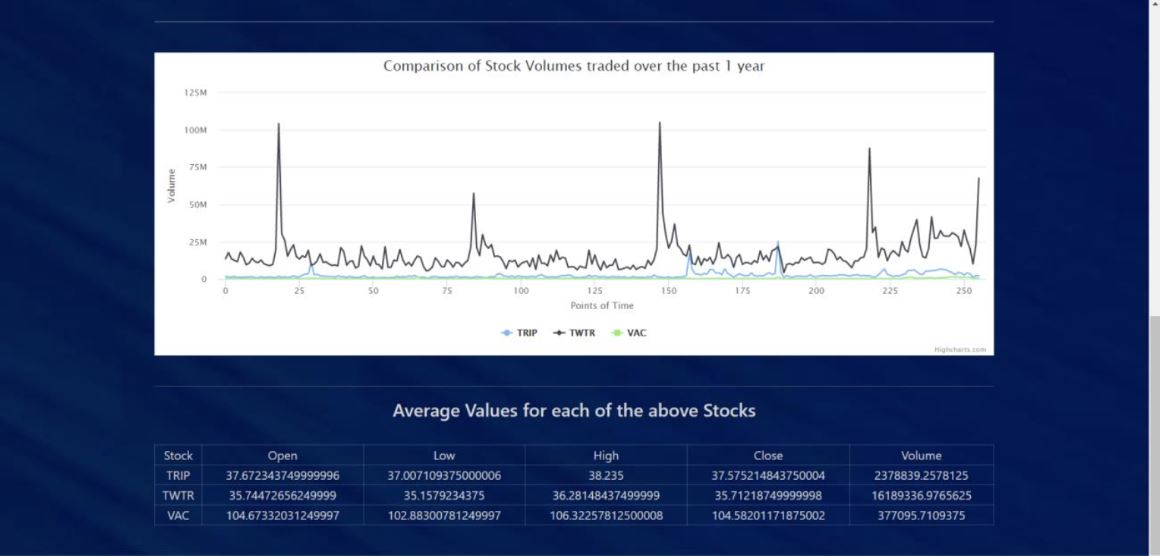 Comparison of Stock Volumes traded over the past 1 year
125M
100M
75M
50M
25M
0
Volume
0 25 50 75 100 125 150 175 200 225 250
Points of Time
TRIP TWTR VAC
Highcharts.com
Average Values for each of the above Stocks
Stock Open Low High Close Volume
TRIP 37.672343749999996 37.007109375000006 38.235 37.575214843750004 2378839.2578125
TWTR 35.74472656249999 35.1579234375 36.28148437499999 35.71218749999998 16189336.9765625
VAC 104.67332031249997 102.88300781249997 106.32257812500008 104.58201171875002 377095.7109375